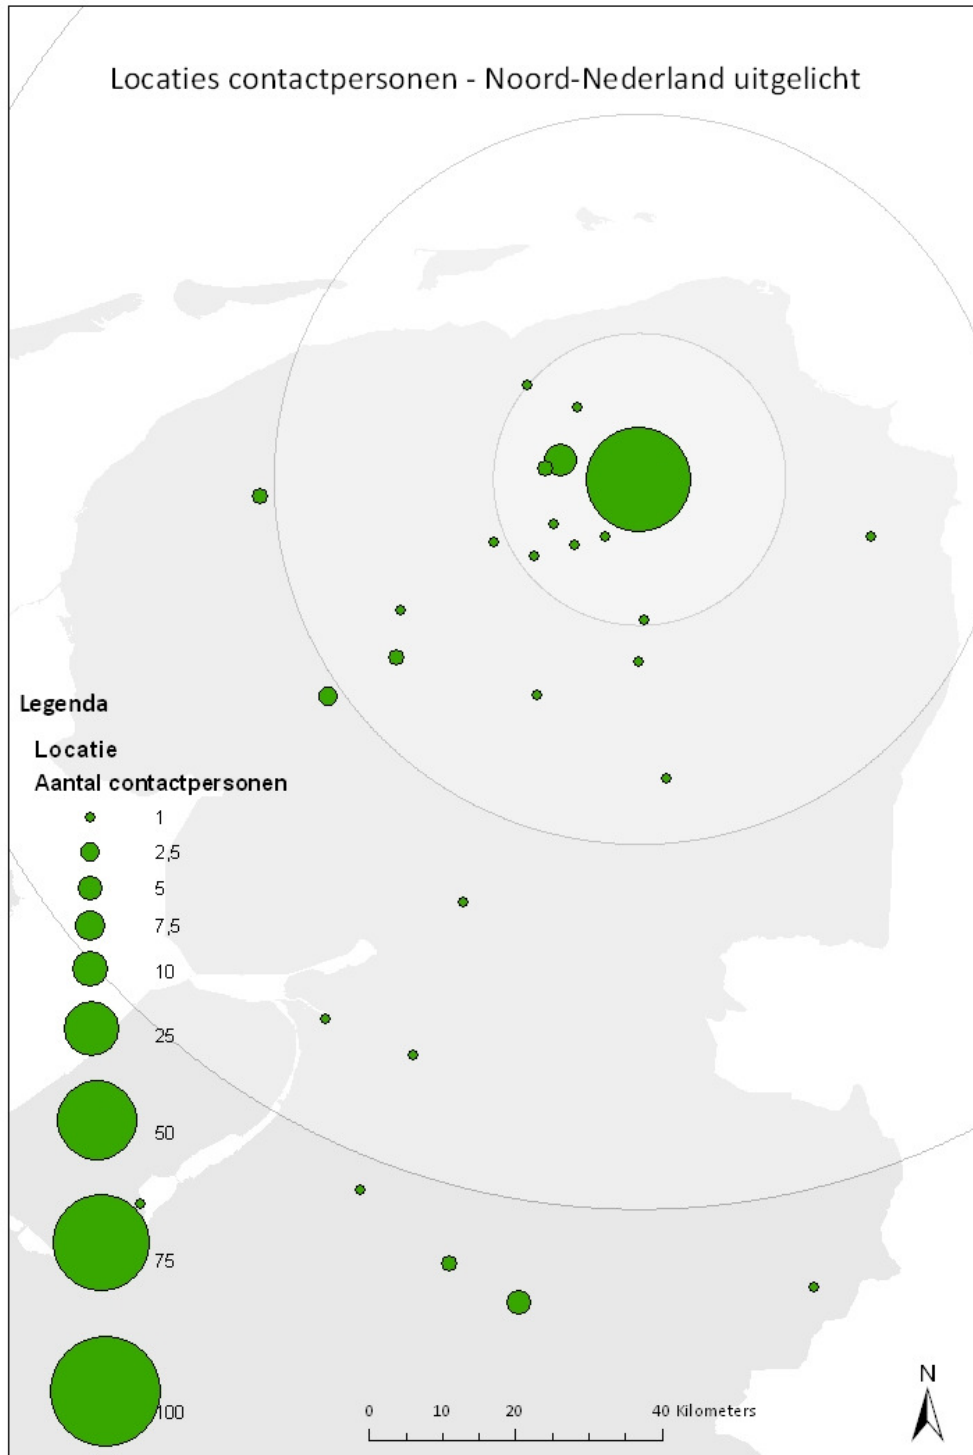 Locaties contactpersonen - Noord-Nederland uitgelicht
Legenda
Locatie
Aantal contactpersonen
1
2,5
5
7,5
10
25
50
75
100
0 10 20 40 Kilometers
N